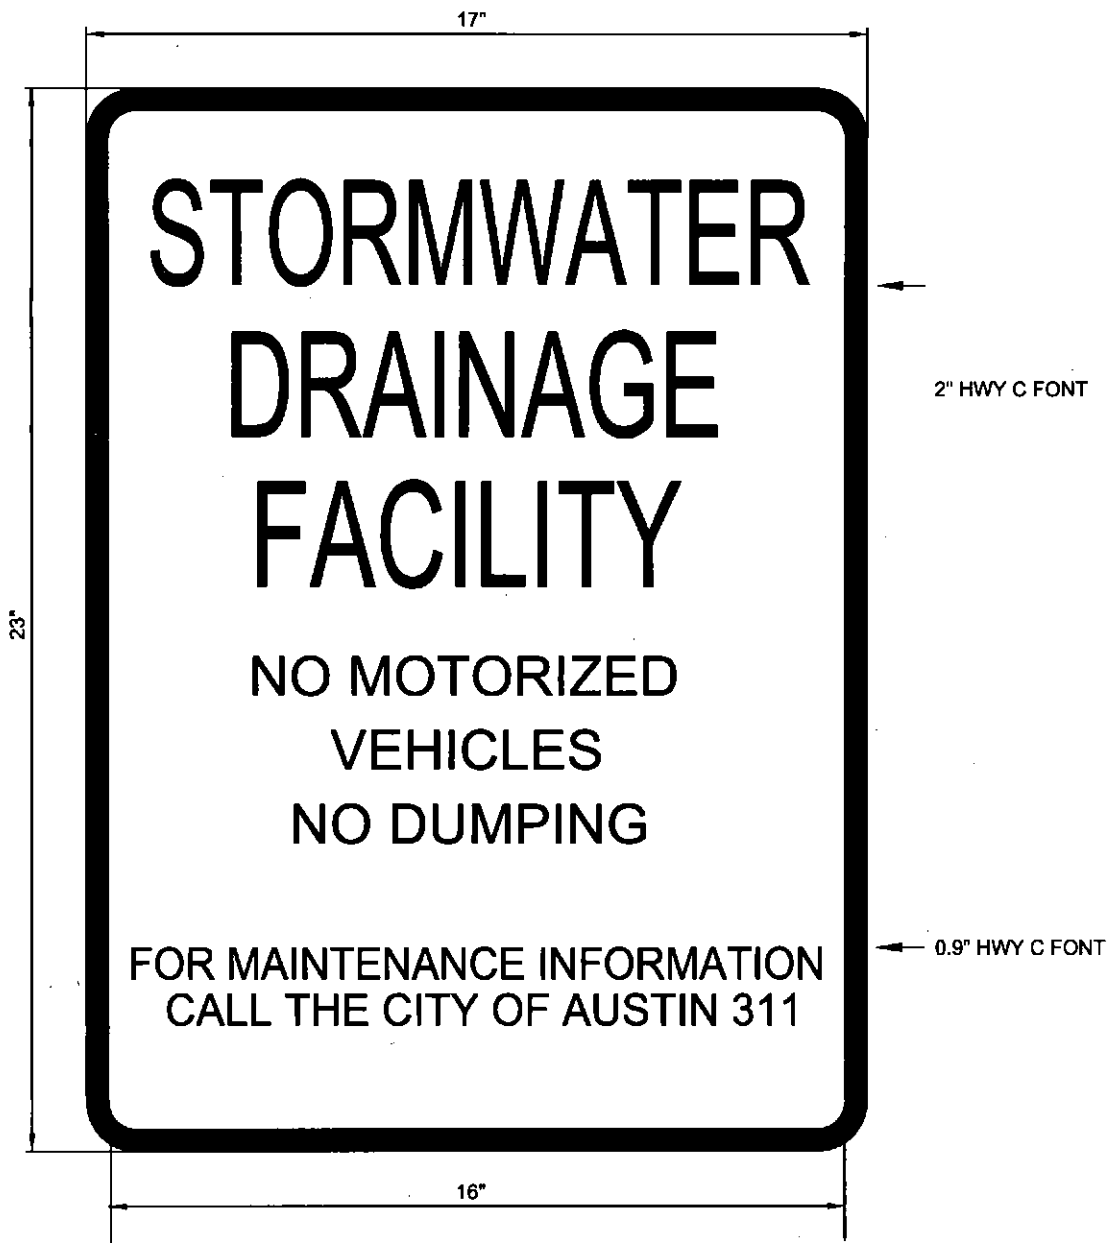 17"
STORMWATER
DRAINAGE
FACILITY
2" HWY C FONT
23"
NO MOTORIZED
VEHICLES
NO DUMPING
FOR MAINTENANCE INFORMATION
CALL THE CITY OF AUSTIN 311
0.9" HWY C FONT
16"